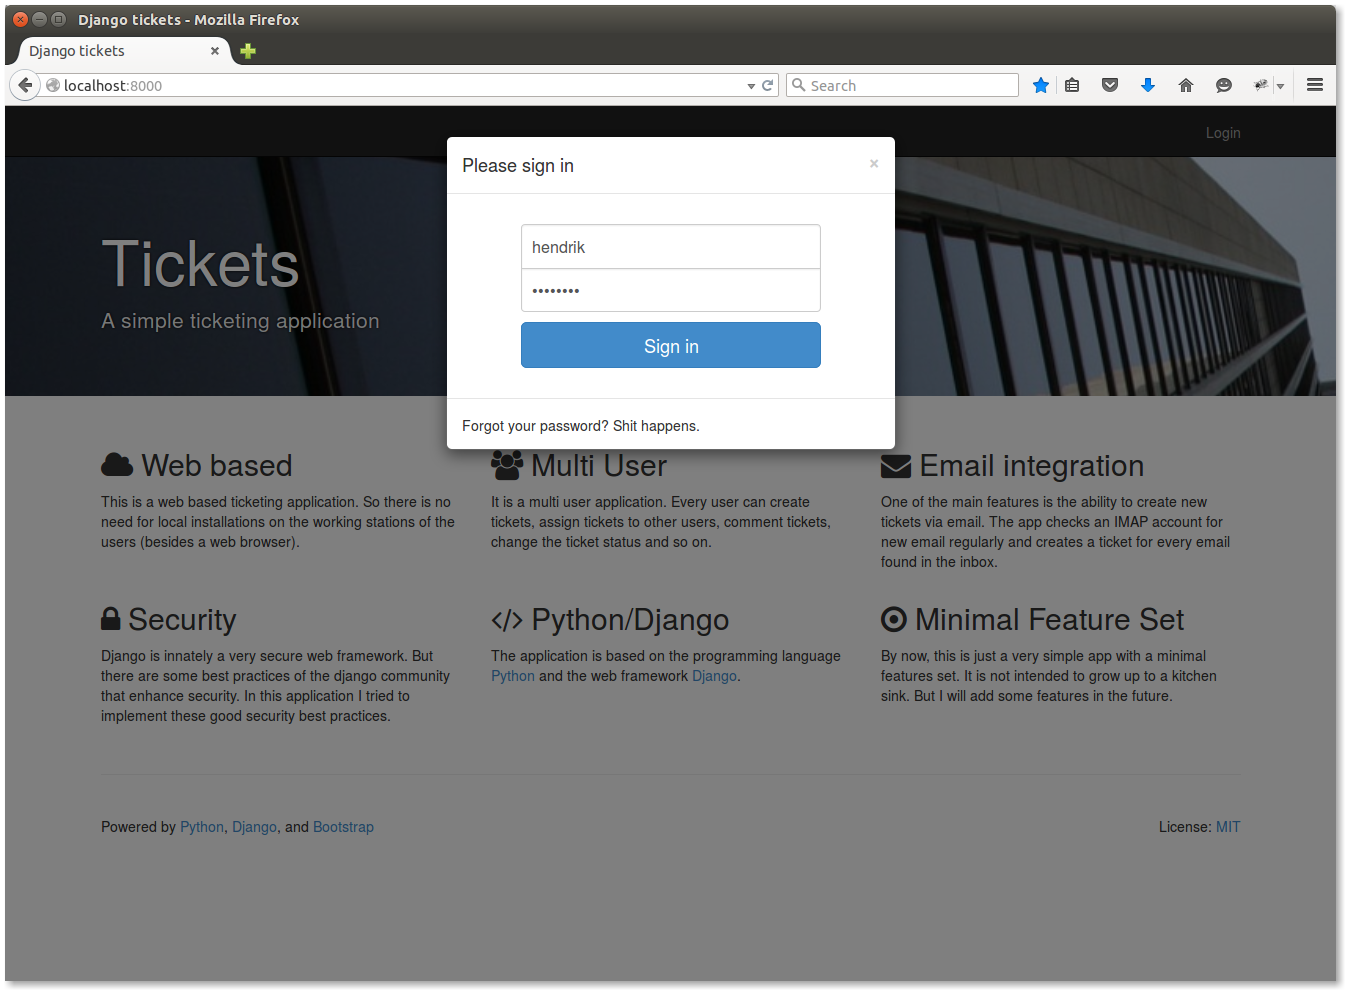 Django tickets - Mozilla Firefox
Django tickets
localhost:8000
Search
Login
Please sign in
×
hendrik
••••••••
Sign in
Forgot your password? Shit happens.
Tickets
A simple ticketing application
Web based
This is a web based ticketing application. So there is no
need for local installations on the working stations of the
users (besides a web browser).
Multi User
It is a multi user application. Every user can create
tickets, assign tickets to other users, comment tickets,
change the ticket status and so on.
Email integration
One of the main features is the ability to create new
tickets via email. The app checks an IMAP account for
new email regularly and creates a ticket for every email
found in the inbox.
Security
Django is innately a very secure web framework. But
there are some best practices of the django community
that enhance security. In this application I tried to
implement these good security best practices.
Python/Django
The application is based on the programming language
Python and the web framework Django.
Minimal Feature Set
By now, this is just a very simple app with a minimal
features set. It is not intended to grow up to a kitchen
sink. But I will add some features in the future.
Powered by Python, Django, and Bootstrap
License: MIT